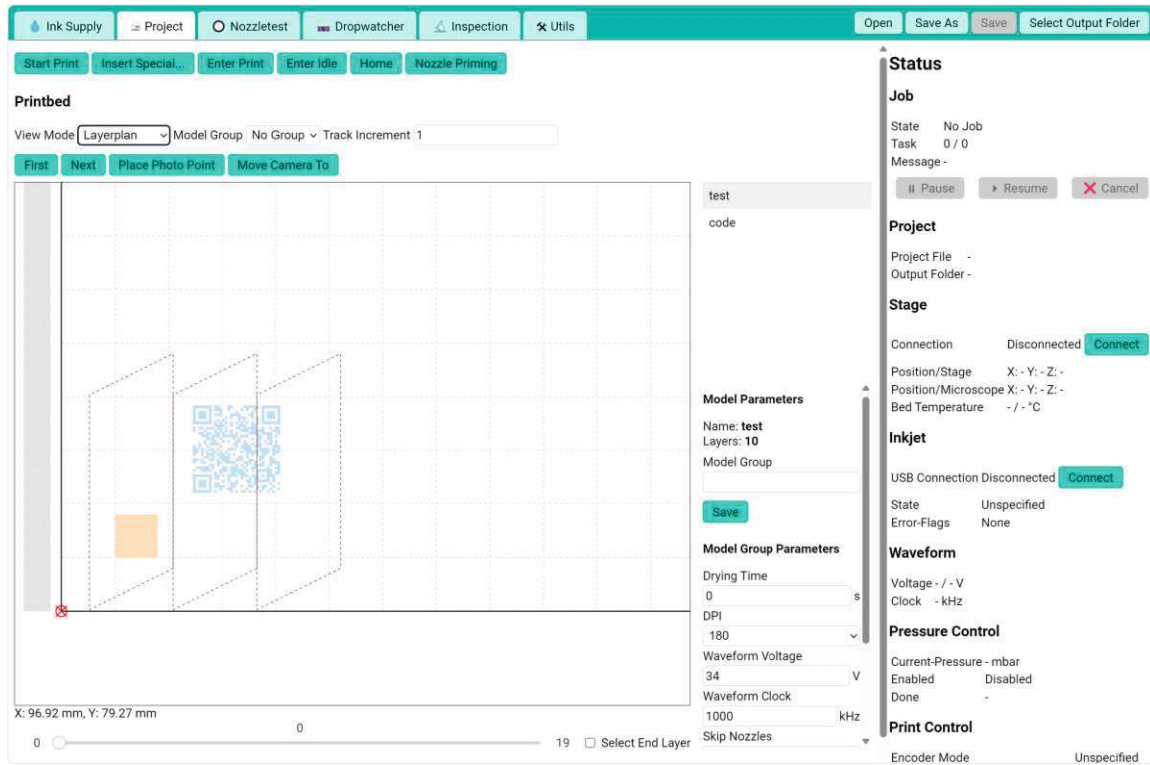 Ink Supply Project Nozzletest Dropwatcher Inspection Utils Open Save As Save Select Output Folder
Start Print Insert Special... Enter Print Enter Idle Home Nozzle Priming
Printbed
View Mode Layerplan Model Group No Group Track Increment 1
First Next Place Photo Point Move Camera To
test
code
Model Parameters
Name: test
Layers: 10
Model Group
Save
Model Group Parameters
Drying Time
0 s
DPI
180
Waveform Voltage
34 V
Waveform Clock
1000 kHz
Skip Nozzles
X: 96.92 mm, Y: 79.27 mm
0
0 19 Select End Layer
Status
Job
State No Job
Task 0 / 0
Message -
Pause Resume Cancel
Project
Project File -
Output Folder -
Stage
Connection Disconnected Connect
Position/Stage X: - Y: - Z: -
Position/Microscope X: - Y: - Z: -
Bed Temperature - / - °C
Inkjet
USB Connection Disconnected Connect
State Unspecified
Error-Flags None
Waveform
Voltage - / - V
Clock - kHz
Pressure Control
Current-Pressure - mbar
Enabled Disabled
Done -
Print Control
Encoder Mode Unspecified